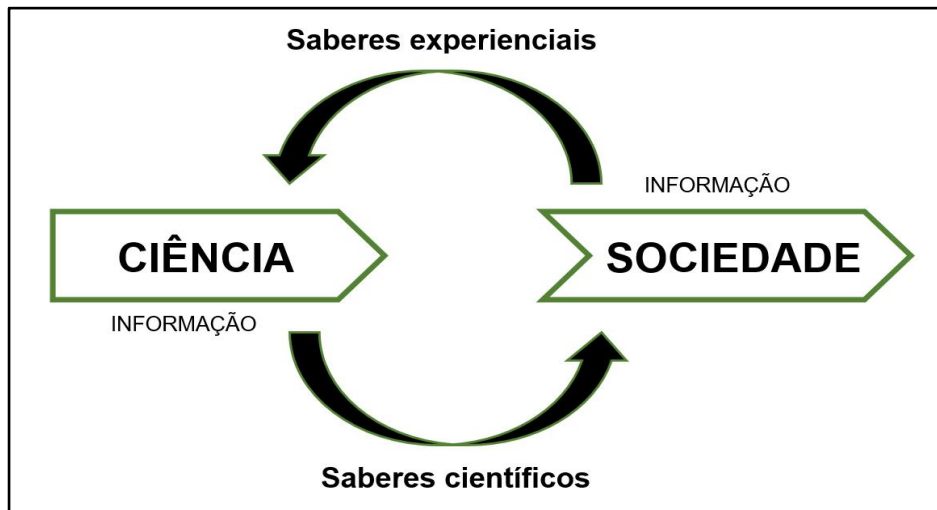 Saberes experienciais
INFORMAÇÃO
CIÊNCIA
SOCIEDADE
INFORMAÇÃO
Saberes científicos